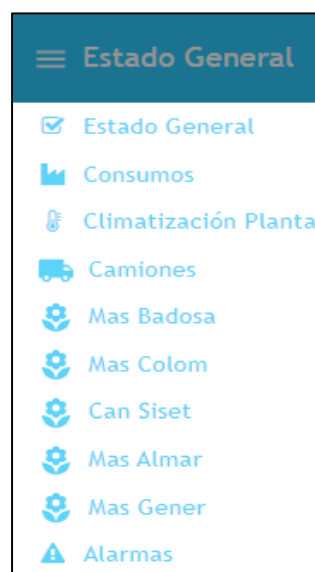 Estado General
Estado General
Consumos
Climatización Planta
Camiones
Mas Badosa
Mas Colom
Can Siset
Mas Almar
Mas Gener
Alarmas